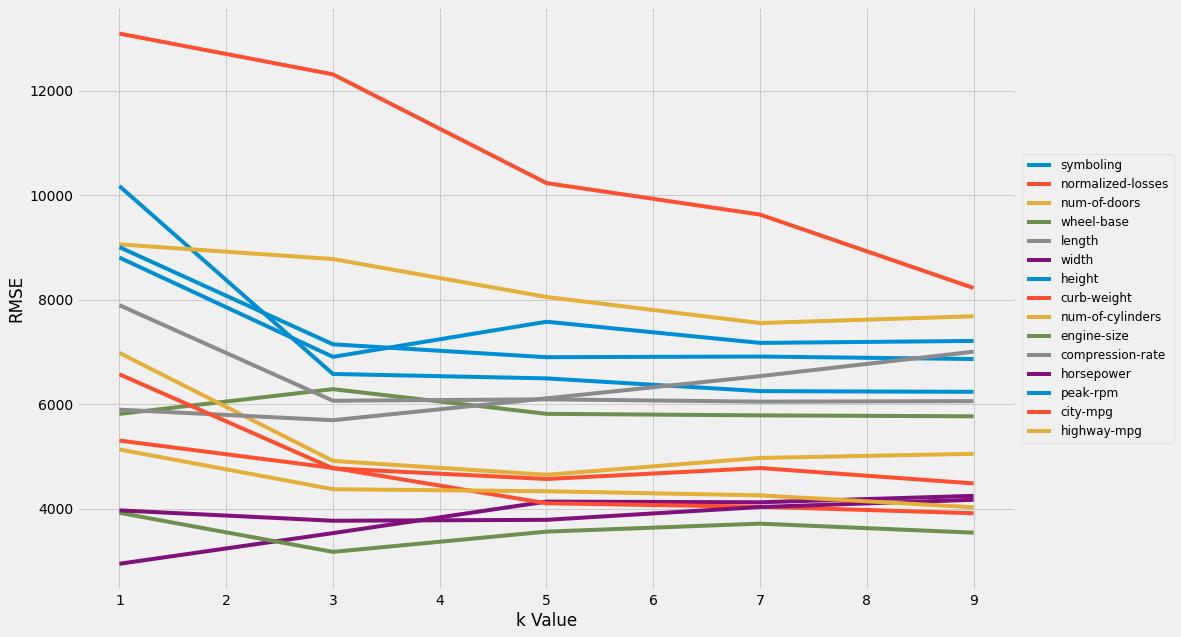 12000
10000
8000
6000
4000
RMSE
1 2 3 4 5 6 7 8 9
k Value
symboling
normalized-losses
num-of-doors
wheel-base
length
width
height
curb-weight
num-of-cylinders
engine-size
compression-rate
horsepower
peak-rpm
city-mpg
highway-mpg